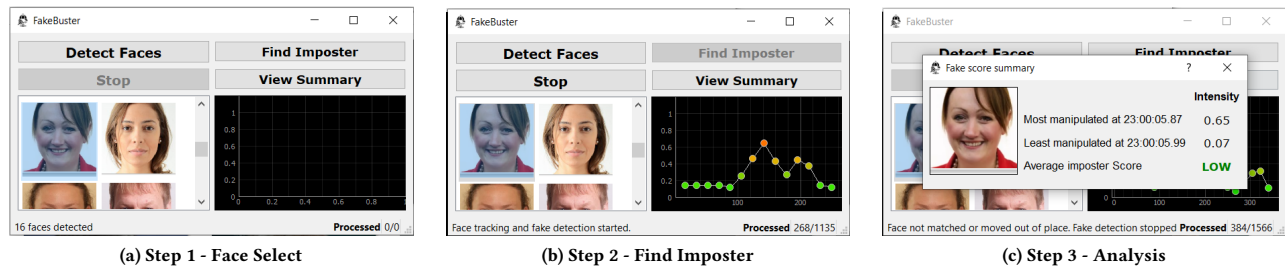 FakeBuster
Detect Faces
Find Imposter
Stop
View Summary
1
0.8
0.6
0.4
0.2
0
0 0.2 0.4 0.6 0.8 1
16 faces detected
Processed 0/0
(a) Step 1 - Face Select
FakeBuster
Detect Faces
Find Imposter
Stop
View Summary
1
0.8
0.6
0.4
0.2
0
100 200
Face tracking and fake detection started.
Processed 268/1135
(b) Step 2 - Find Imposter
FakeBuster
Detect Faces
Find Imposter
Fake score summary
?
Intensity
Most manipulated at 23:00:05.87 0.65
Least manipulated at 23:00:05.99 0.07
Average imposter Score LOW
0
100 200 300
Face not matched or moved out of place. Fake detection stopped
Processed 384/1566
(c) Step 3 - Analysis